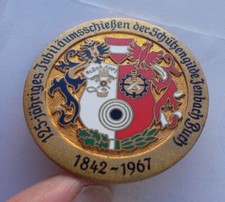 125-jähriges Jubiläumsschießen der Schützengilde Jenbach, Buch
1842-1967